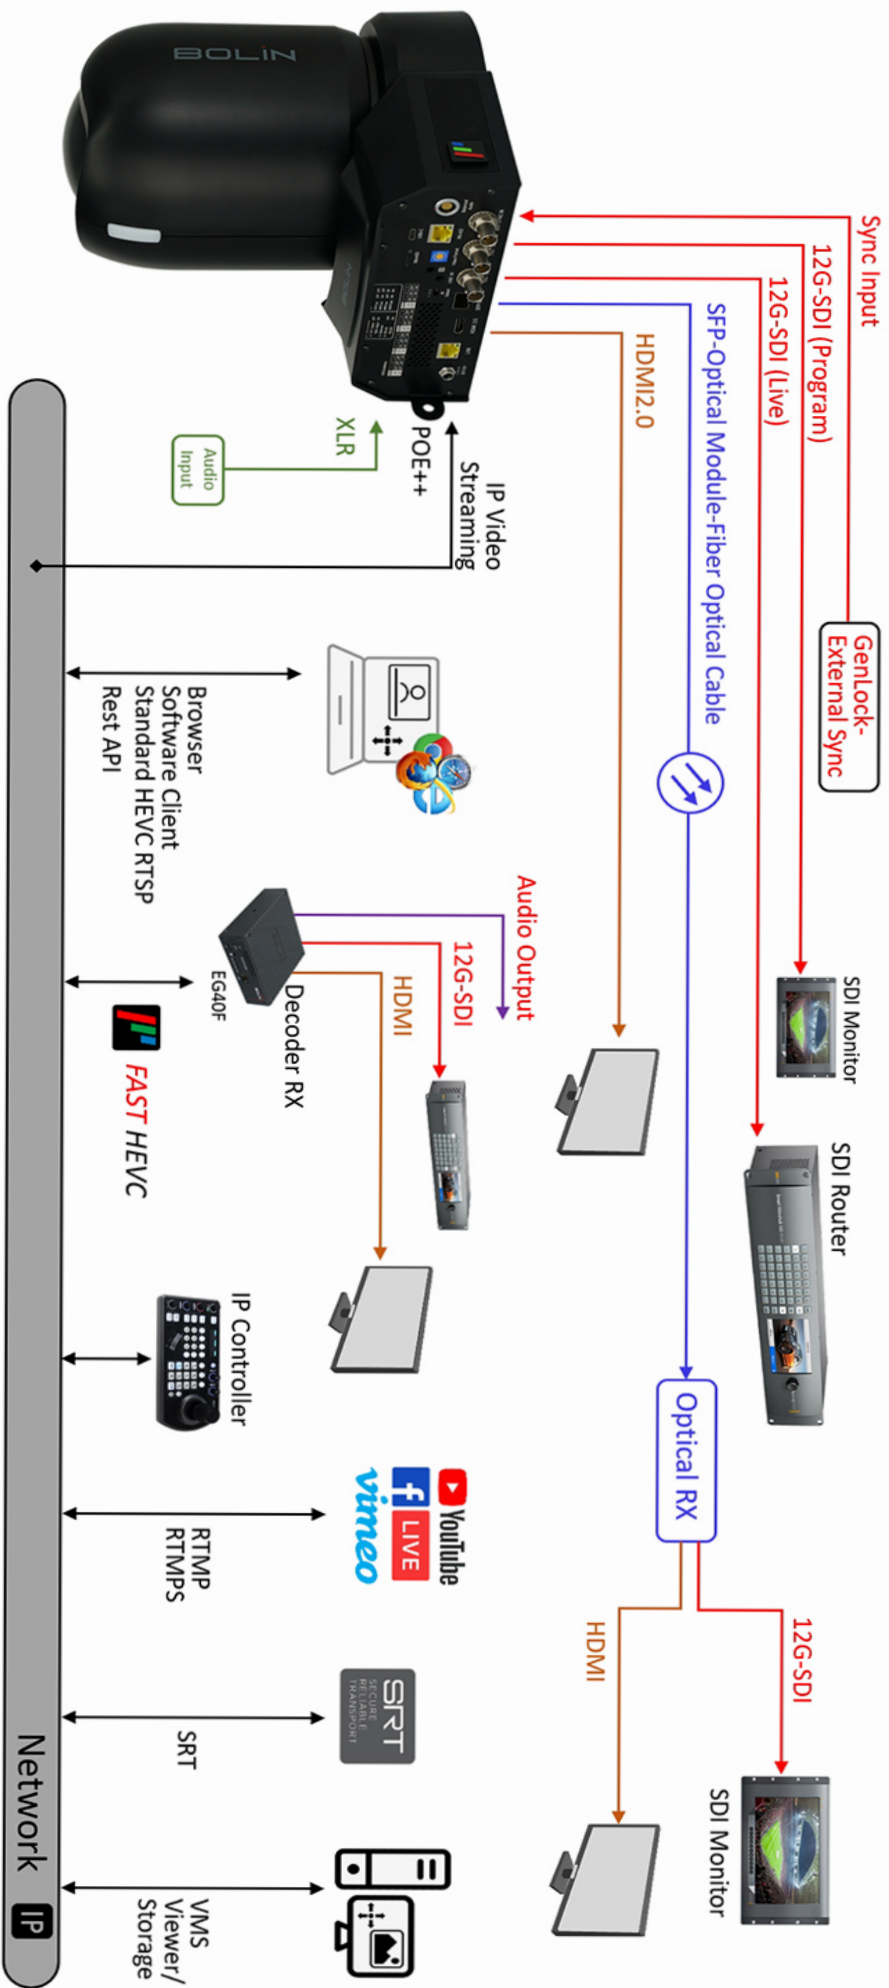 Sync Input
GenLock-
External Sync
12G-SDI (Program)
SDI Monitor
12G-SDI (Live)
SDI Router
SFP-Optical Module-Fiber Optical Cable
Optical RX
12G-SDI
SDI Monitor
HDMI2.0
HDMI
BOLIN
POE++
XLR
Audio
Input
IP Video
Streaming
Audio Output
12G-SDI
HDMI
Decoder RX
EG40F
YouTube
f LIVE
vimeo
SRT
SECURE
RELIABLE
TRANSPORT
Browser
Software Client
Standard HEVC RTSP
Rest API
FAST HEVC
IP Controller
RTMP
RTMPS
SRT
VMS
Viewer/
Storage
Network IP